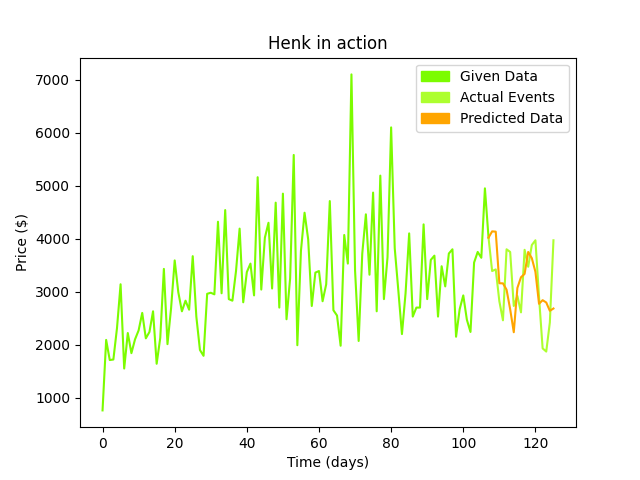 Henk in action
Given Data
Actual Events
Predicted Data
Price ($)
7000
6000
5000
4000
3000
2000
1000
0
20
40
60
80
100
120
Time (days)